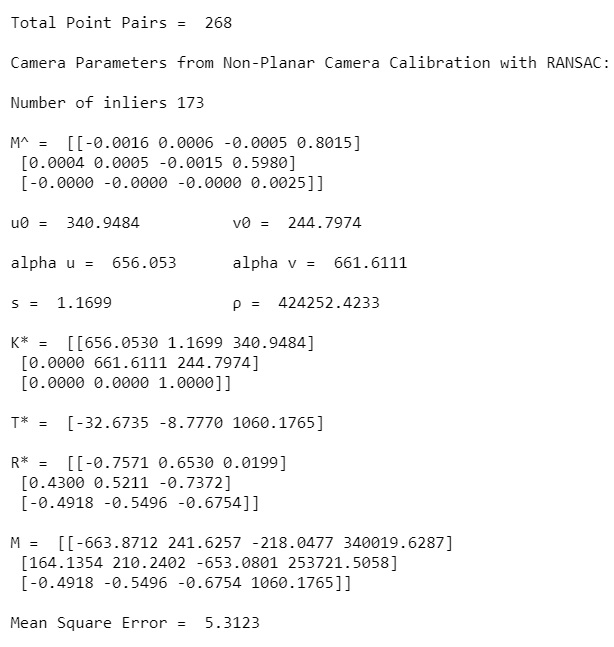 Total Point Pairs =  268
Camera Parameters from Non-Planar Camera Calibration with RANSAC:
Number of inliers 173
M^ =  [[-0.0016 0.0006 -0.0005 0.8015]
[0.0004 0.0005 -0.0015 0.5980]
[-0.0000 -0.0000 -0.0000 0.0025]]
u0 =  340.9484          v0 =  244.7974
alpha u =  656.053      alpha v =  661.6111
s =  1.1699             ρ =  424252.4233
K* =  [[656.0530 1.1699 340.9484]
[0.0000 661.6111 244.7974]
[0.0000 0.0000 1.0000]]
T* =  [-32.6735 -8.7770 1060.1765]
R* =  [[-0.7571 0.6530 0.0199]
[0.4300 0.5211 -0.7372]
[-0.4918 -0.5496 -0.6754]]
M =  [[-663.8712 241.6257 -218.0477 340019.6287]
[164.1354 210.2402 -653.0801 253721.5058]
[-0.4918 -0.5496 -0.6754 1060.1765]]
Mean Square Error =  5.3123